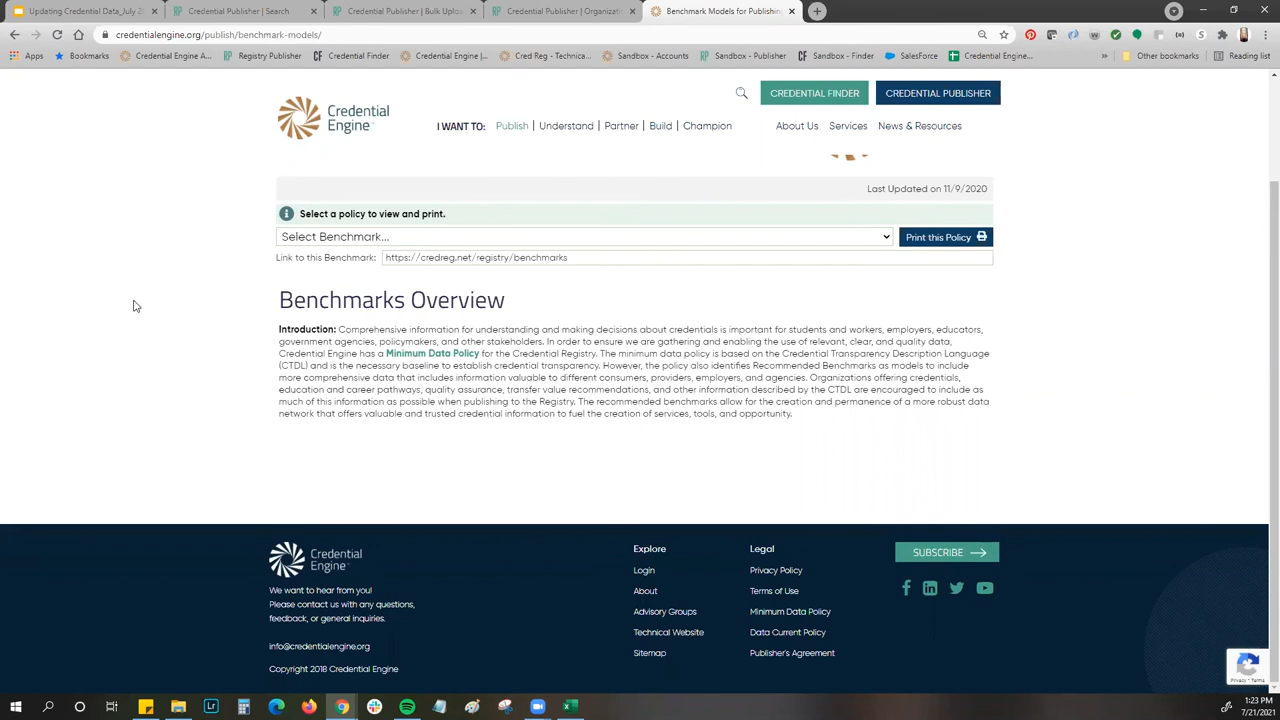 Updating Credential Data_July 2
Credential Publisher | Search
Credential Publisher | Bulk Uploa
Credential Publisher | Organizatio
Benchmark Models for Publishing
credentialengine.org/publish/benchmark-models/
Apps
Bookmarks
Credential Engine A...
Registry Publisher
Credential Finder
Credential Engine |...
Cred Reg - Technica...
Sandbox - Accounts
Sandbox - Publisher
Sandbox - Finder
SalesForce
Credential Engine...
Other bookmarks
Reading list
CREDENTIAL FINDER
CREDENTIAL PUBLISHER
Credential
Engine
I WANT TO: Publish | Understand | Partner | Build | Champion
About Us Services News & Resources
Last Updated on 11/9/2020
Select a policy to view and print.
Select Benchmark...
Print this Policy
Link to this Benchmark: https://credreg.net/registry/benchmarks
Benchmarks Overview
Introduction: Comprehensive information for understanding and making decisions about credentials is important for students and workers, employers, educators,
government agencies, policymakers, and other stakeholders. In order to ensure we are gathering and enabling the use of relevant, clear, and quality data,
Credential Engine has a Minimum Data Policy for the Credential Registry. The minimum data policy is based on the Credential Transparency Description Language
(CTDL) and is the necessary baseline to establish credential transparency. However, the policy also identifies Recommended Benchmarks as models to include
more comprehensive data that includes information valuable to different consumers, providers, employers, and agencies. Organizations offering credentials,
education and career pathways, quality assurance, transfer value recommendations, and other information described by the CTDL are encouraged to include as
much of this information as possible when publishing to the Registry. The recommended benchmarks allow for the creation and permanence of a more robust data
network that offers valuable and trusted credential information to fuel the creation of services, tools, and opportunity.
Credential
Engine
We want to hear from you!
Please contact us with any questions,
feedback, or general inquiries.
info@credentialengine.org
Copyright 2018 Credential Engine
Explore
Login
About
Advisory Groups
Technical Website
Sitemap
Legal
Privacy Policy
Terms of Use
Minimum Data Policy
Data Current Policy
Publisher's Agreement
SUBSCRIBE
Privacy - Terms
1:23 PM
7/21/2021